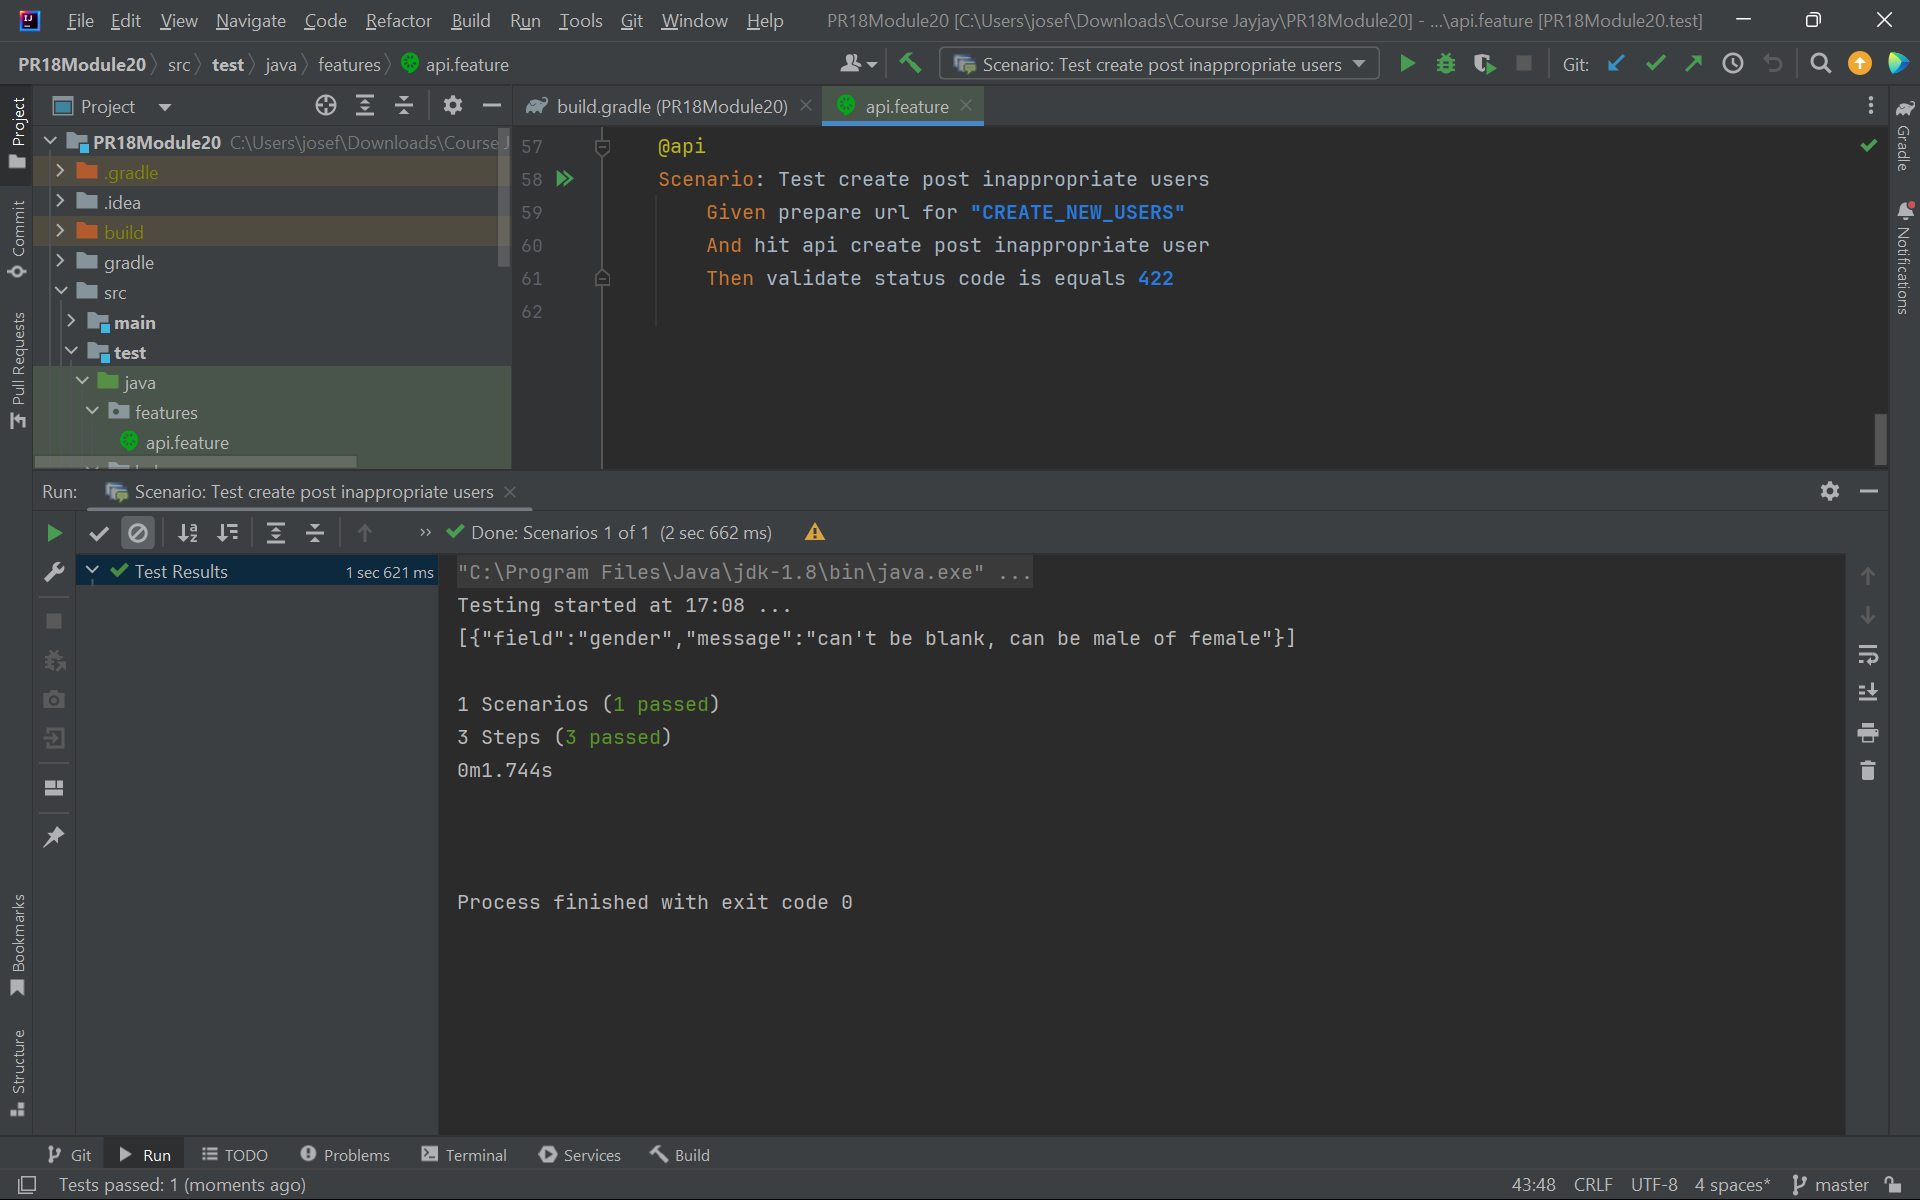 File Edit View Navigate Code Refactor Build Run Tools Git Window Help PR18Module20 [C:\Users\josef\Downloads\Course Jayjay\PR18Module20] - ...\api.feature [PR18Module20.test]
PR18Module20 src test java features api.feature
Scenario: Test create post inappropriate users
Git:
Project
build.gradle (PR18Module20)
api.feature
PR18Module20 C:\Users\josef\Downloads\Course J
.gradle
.idea
build
gradle
src
main
test
java
features
api.feature
57 @api
58 Scenario: Test create post inappropriate users
59 Given prepare url for "CREATE_NEW_USERS"
60 And hit api create post inappropriate user
61 Then validate status code is equals 422
62
Project
Commit
Pull Requests
Bookmarks
Structure
Gradle
Notifications
Run: Scenario: Test create post inappropriate users
Done: Scenarios 1 of 1 (2 sec 662 ms)
Test Results 1 sec 621 ms
"C:\Program Files\Java\jdk-1.8\bin\java.exe" ...
Testing started at 17:08 ...
[{"field":"gender","message":"can't be blank, can be male of female"}]
1 Scenarios (1 passed)
3 Steps (3 passed)
0m1.744s
Process finished with exit code 0
Git Run TODO Problems Terminal Services Build
Tests passed: 1 (moments ago)
43:48 CRLF UTF-8 4 spaces* master